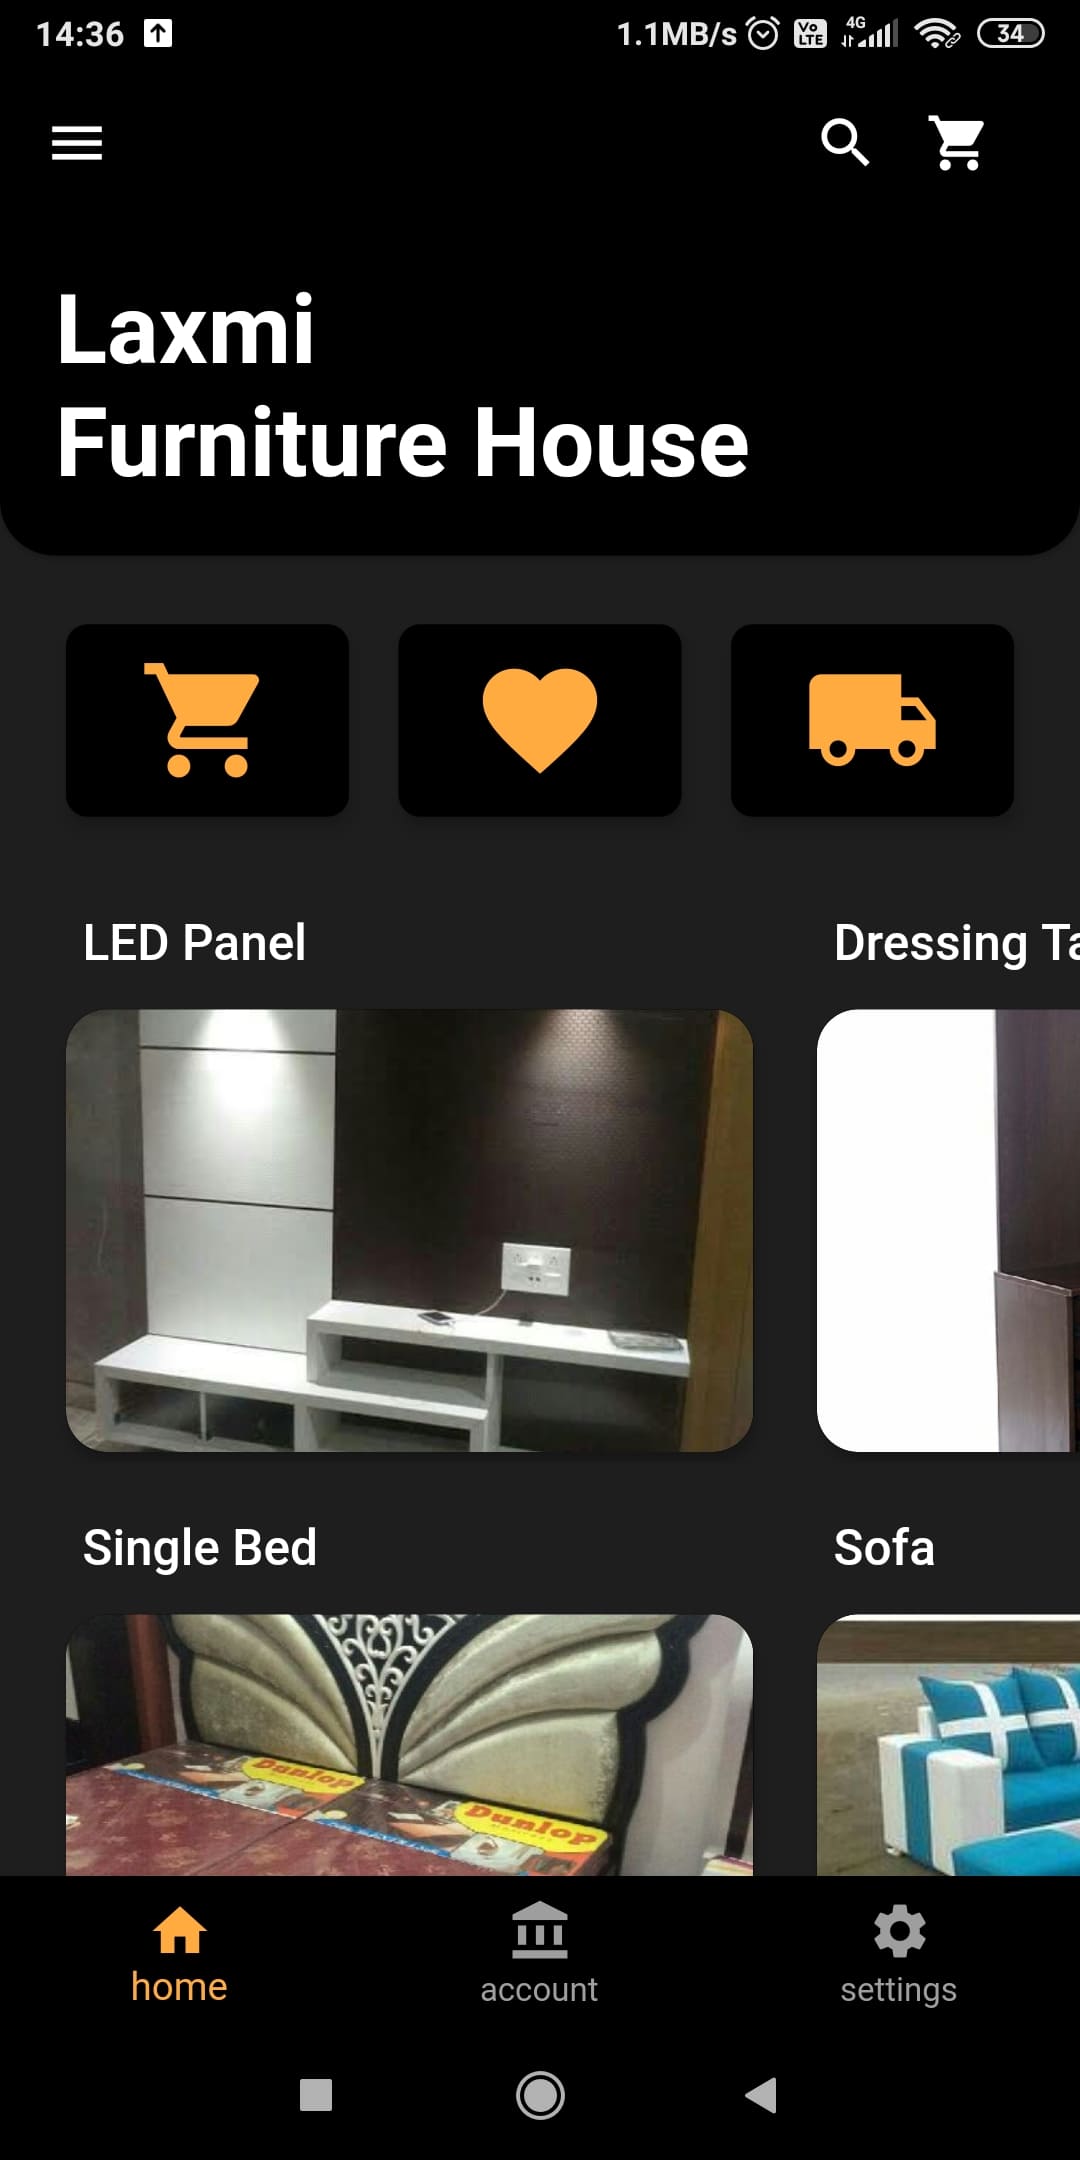 14:36 1.1MB/s Vo LTE 4G 34
Laxmi
Furniture House
LED Panel
Dressing Ta
Single Bed
Sofa
Dunlop
Dunlop
home
account
settings